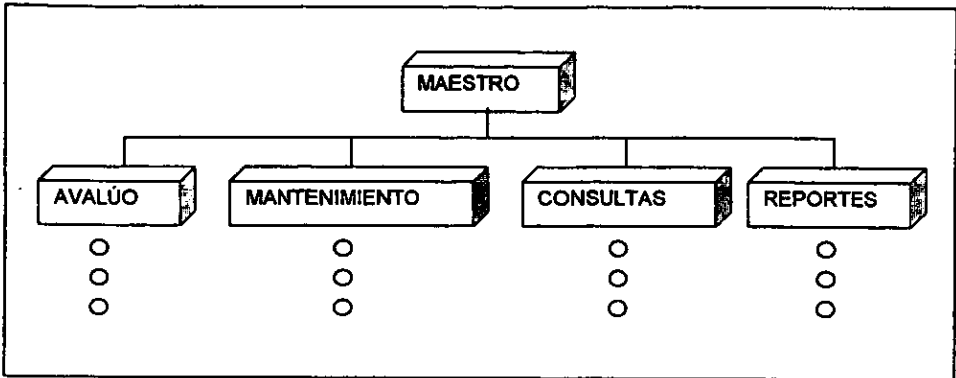 MAESTRO
AVALÚO
MANTENIMIENTO
CONSULTAS
REPORTES